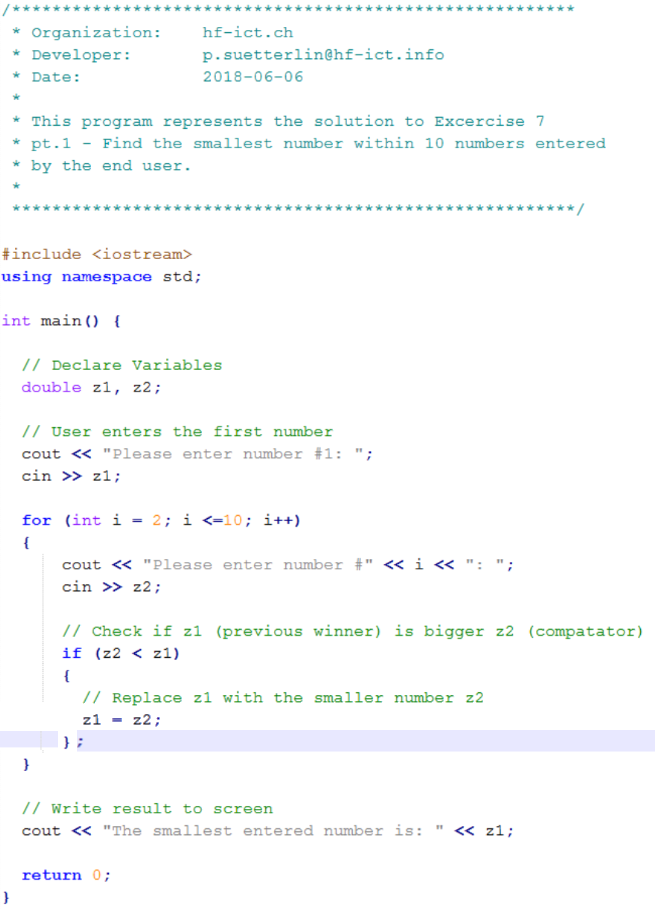 /********************************************************
 * Organization:    hf-ict.ch
 * Developer:       p.suetterlin@hf-ict.info
 * Date:            2018-06-06
 *
 * This program represents the solution to Excercise 7
 * pt.1 - Find the smallest number within 10 numbers entered
 * by the end user.
 *
 ********************************************************/

#include <iostream>
using namespace std;

int main() {

  // Declare Variables
  double z1, z2;

  // User enters the first number
  cout << "Please enter number #1: ";
  cin >> z1;

  for (int i = 2; i <=10; i++)
  {
      cout << "Please enter number #" << i << ": ";
      cin >> z2;

      // Check if z1 (previous winner) is bigger z2 (compatator)
      if (z2 < z1)
      {
        // Replace z1 with the smaller number z2
        z1 = z2;
      };
  }

  // Write result to screen
  cout << "The smallest entered number is: " << z1;

  return 0;
}